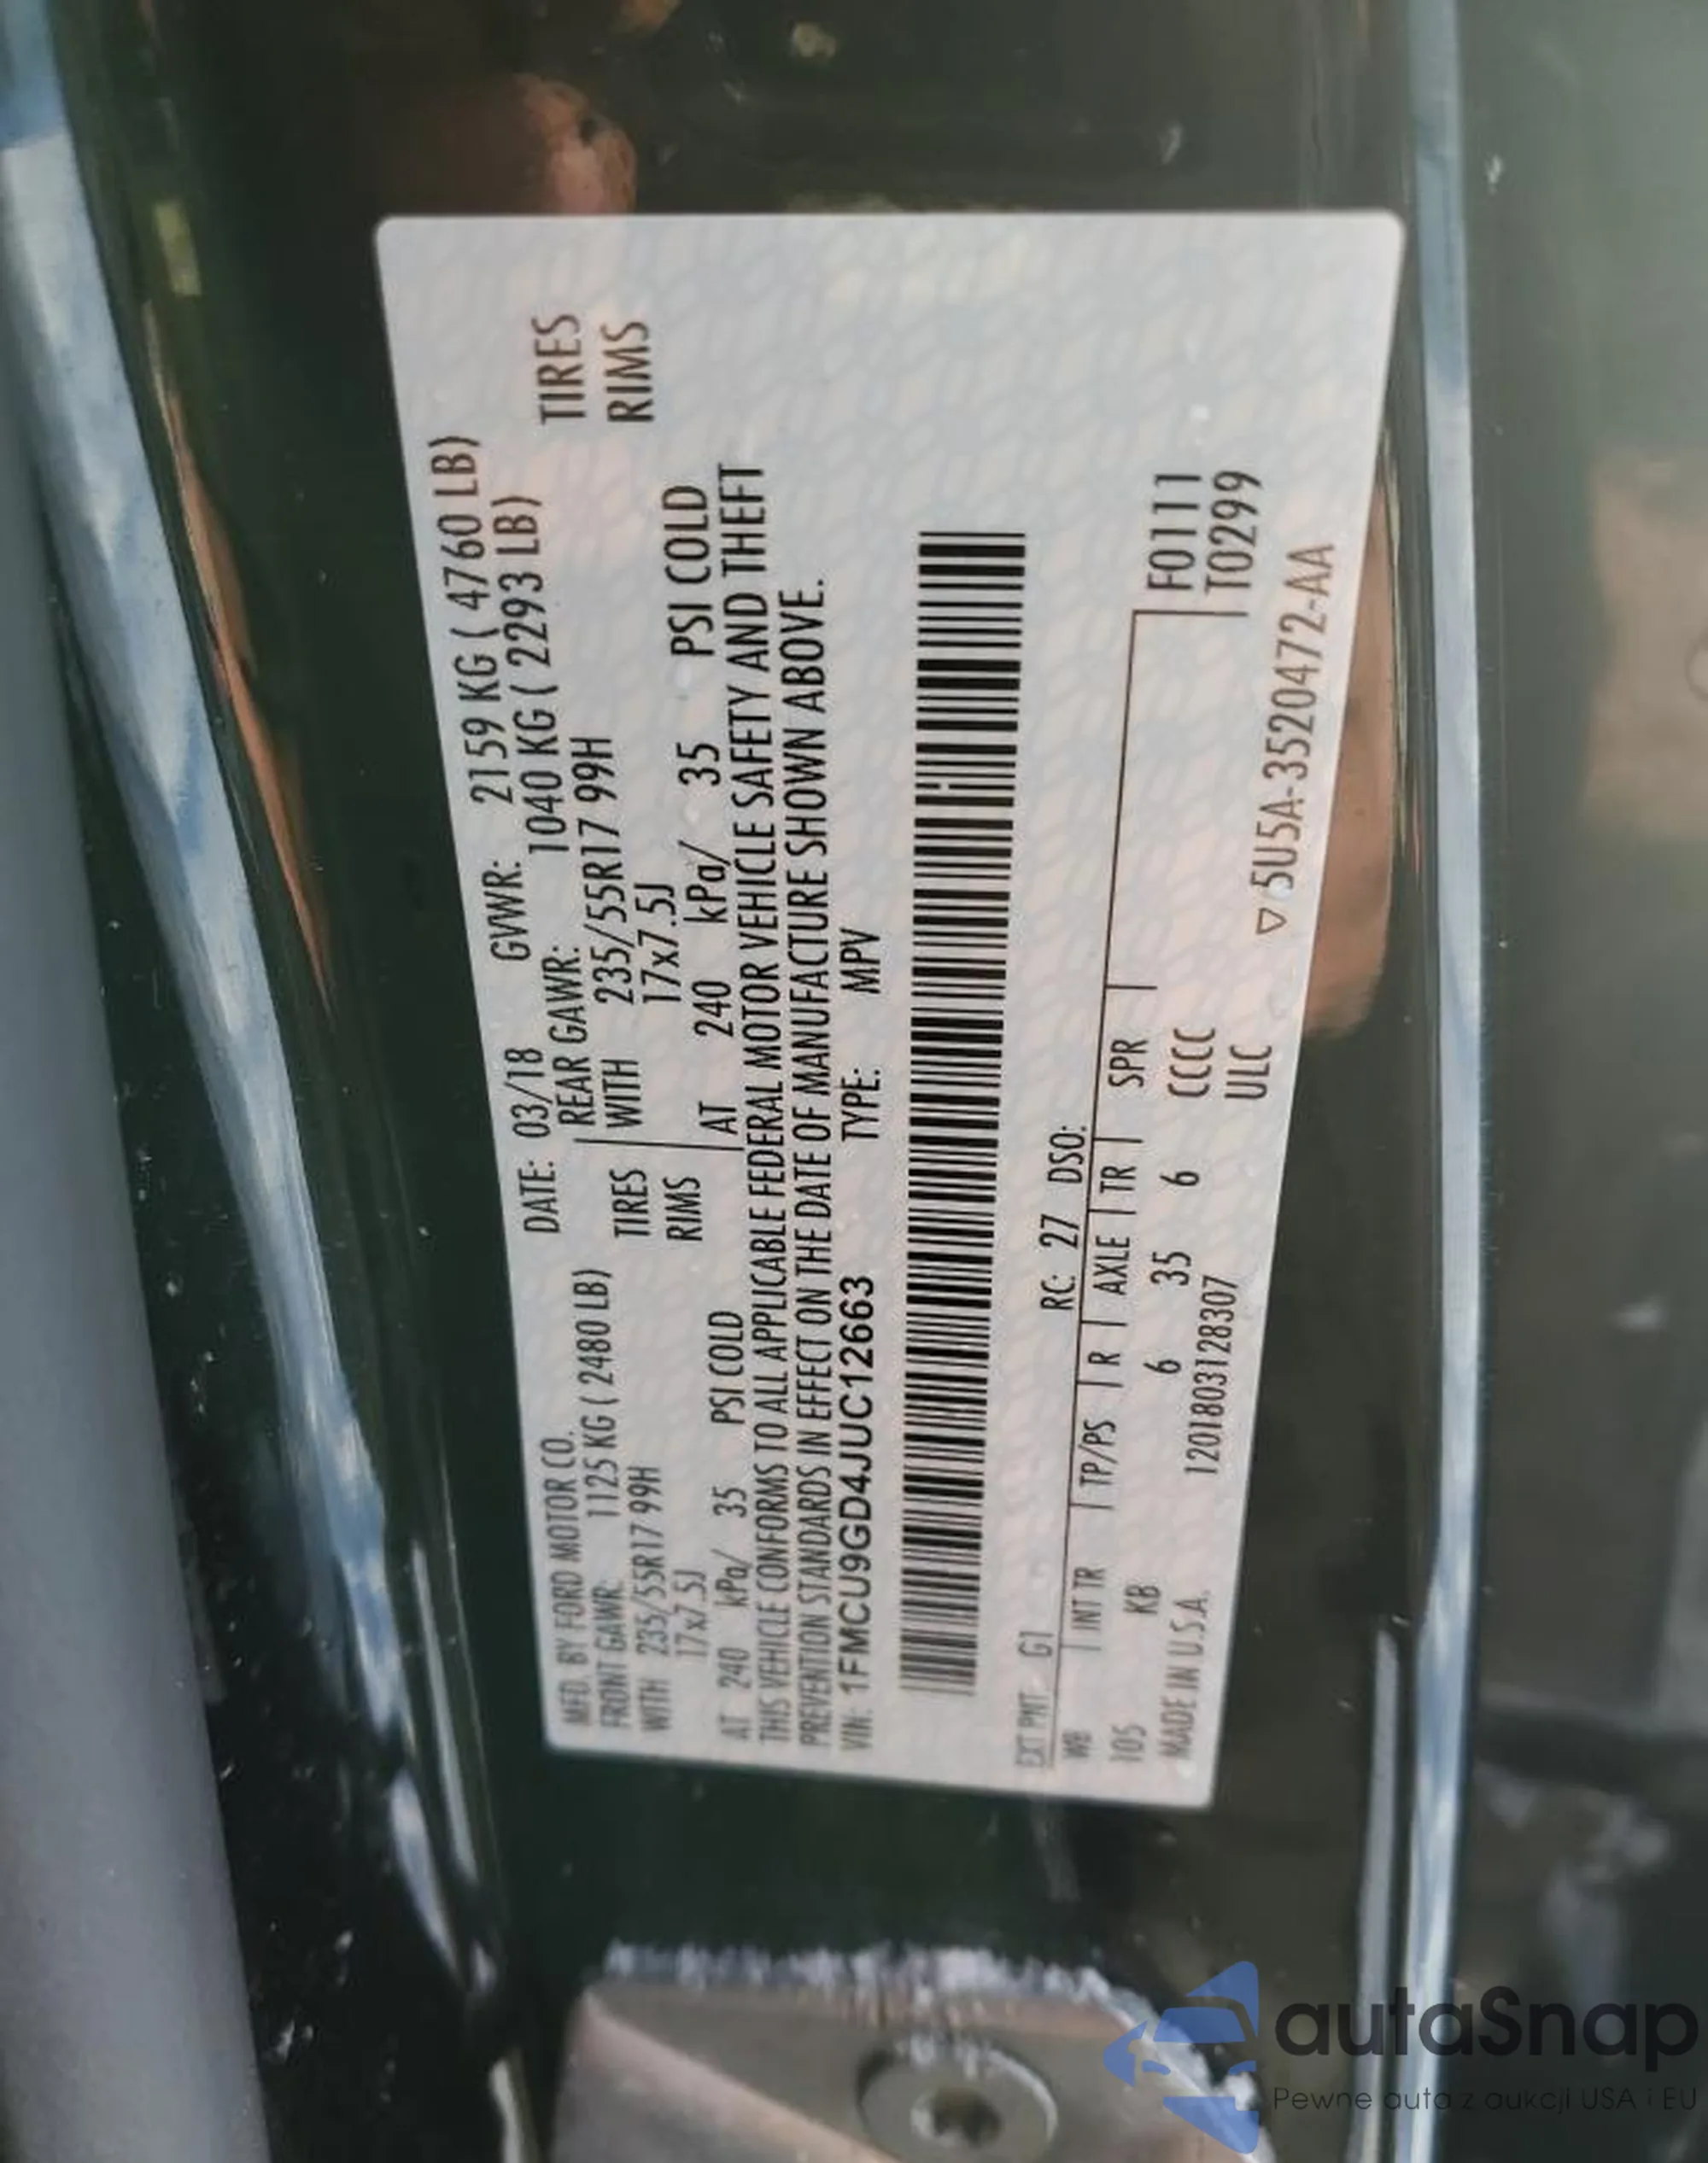 MFD. BY FORD MOTOR CO. DATE: 03/18 GVWR: 2159 KG ( 4760 LB)
FRONT GAWR: 1125 KG ( 2480 LB) REAR GAWR: 1040 KG ( 2293 LB)
WITH 235/55R17 99H TIRES WITH 235/55R17 99H TIRES
17x7.5J RIMS 17x7.5J RIMS
AT 240 kPa/ 35 PSI COLD AT 240 kPa/ 35 PSI COLD
THIS VEHICLE CONFORMS TO ALL APPLICABLE FEDERAL MOTOR VEHICLE SAFETY AND THEFT
PREVENTION STANDARDS IN EFFECT ON THE DATE OF MANUFACTURE SHOWN ABOVE.
VIN: 1FMCU9GD4JUC12663 TYPE: MPV
EXT PNT: G1 RC: 27 DSO:
WB INT TR TP/PS R AXLE TR SPR F0111
105 KB 6 35 6 CCCC T0299
MADE IN U.S.A. 1201803128307 ULC
▽5U5A-3520472-AA
autaSnap
Pewne auta z aukcji USA i EU